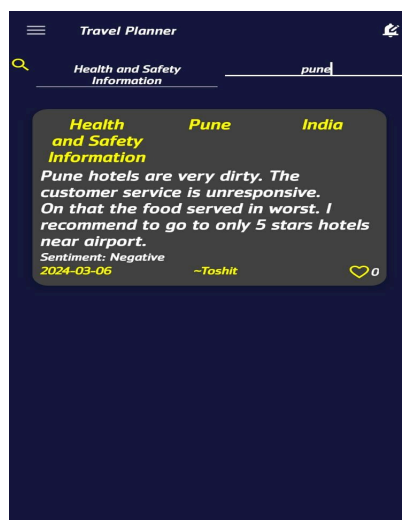 Travel Planner
Health and Safety
Information
pune
Health
and Safety
Information
Pune
India
Pune hotels are very dirty. The
customer service is unresponsive.
On that the food served in worst. I
recommend to go to only 5 stars hotels
near airport.
Sentiment: Negative
2024-03-06
~Toshit
0